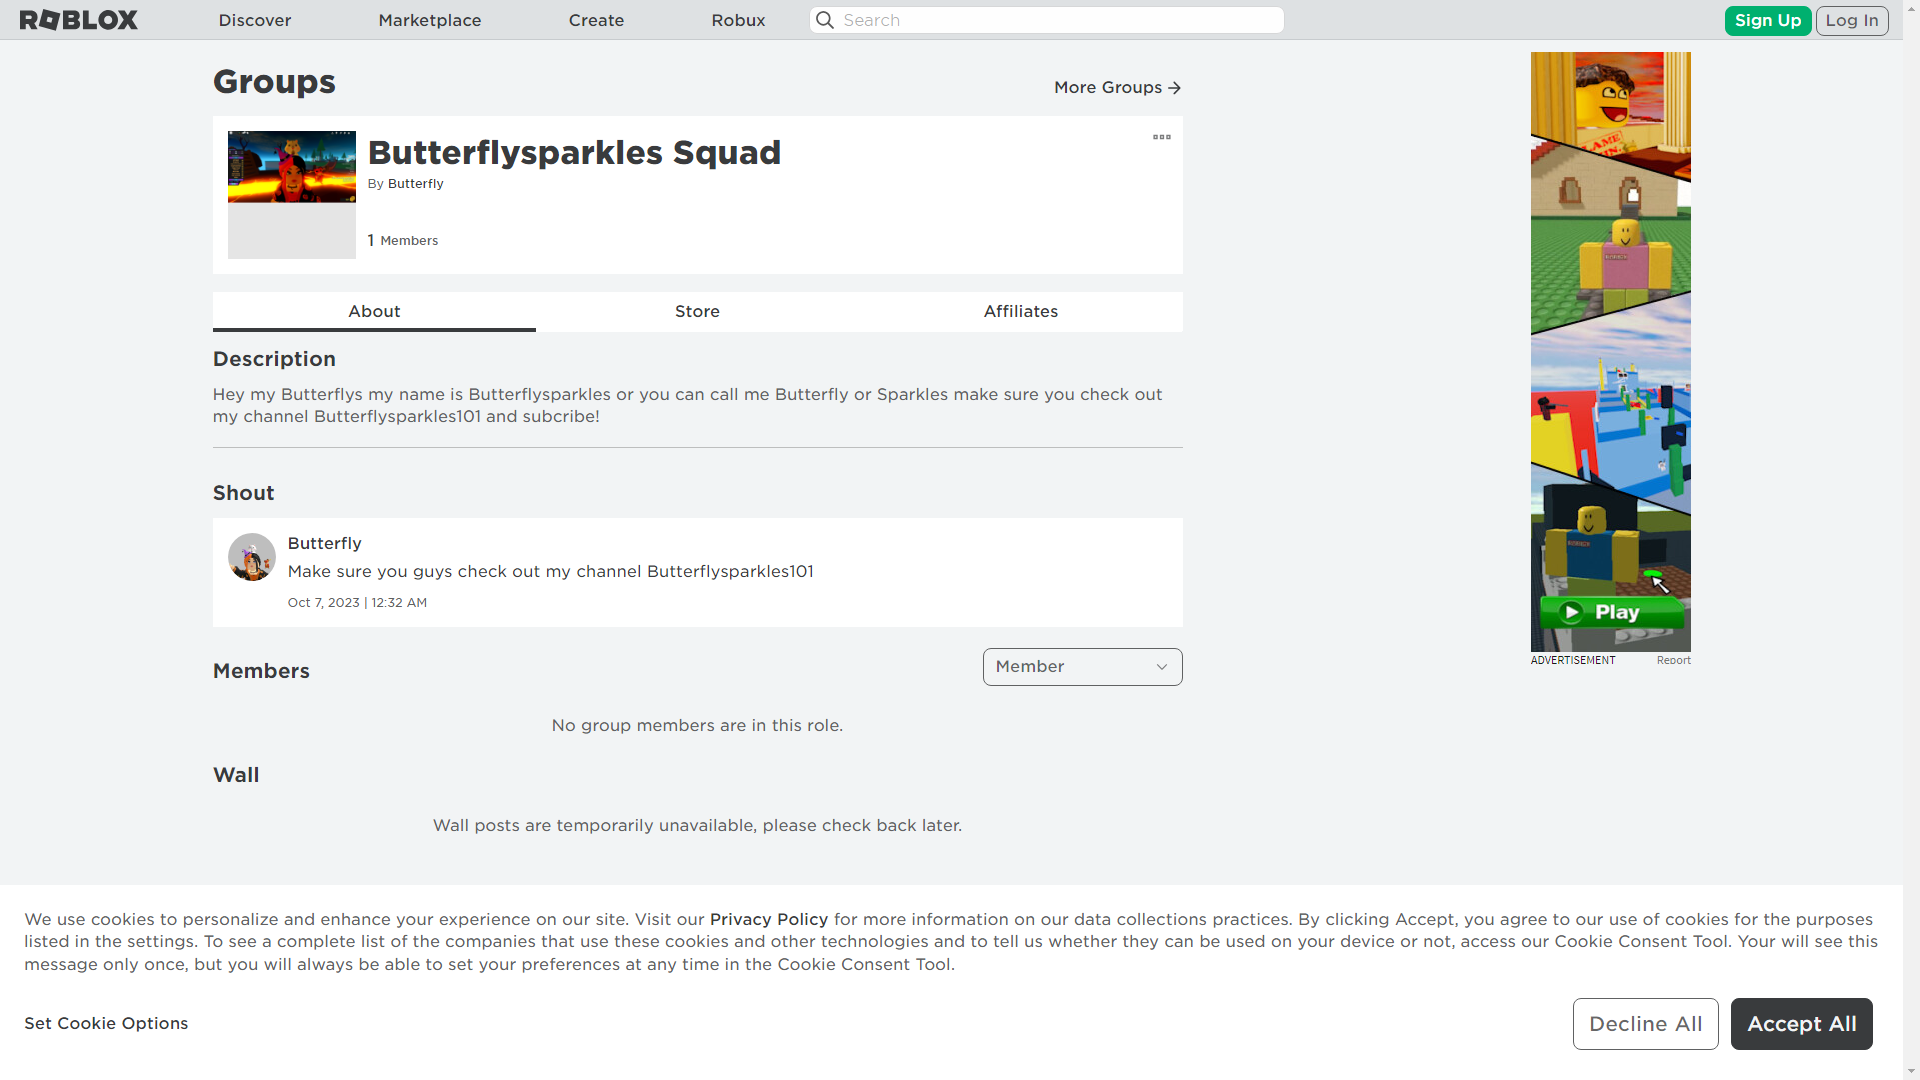 ROBLOX
Discover
Marketplace
Create
Robux
Search
Sign Up
Log In
Groups
More Groups
Butterflysparkles Squad
By Butterfly
1 Members
About
Store
Affiliates
Description
Hey my Butterflys my name is Butterflysparkles or you can call me Butterfly or Sparkles make sure you check out
my channel Butterflysparkles101 and subcribe!
Shout
Butterfly
Make sure you guys check out my channel Butterflysparkles101
Oct 7, 2023 | 12:32 AM
Members
Member
No group members are in this role.
Wall
Wall posts are temporarily unavailable, please check back later.
Play
ADVERTISEMENT
Report
We use cookies to personalize and enhance your experience on our site. Visit our Privacy Policy for more information on our data collections practices. By clicking Accept, you agree to our use of cookies for the purposes
listed in the settings. To see a complete list of the companies that use these cookies and other technologies and to tell us whether they can be used on your device or not, access our Cookie Consent Tool. Your will see this
message only once, but you will always be able to set your preferences at any time in the Cookie Consent Tool.
Set Cookie Options
Decline All
Accept All